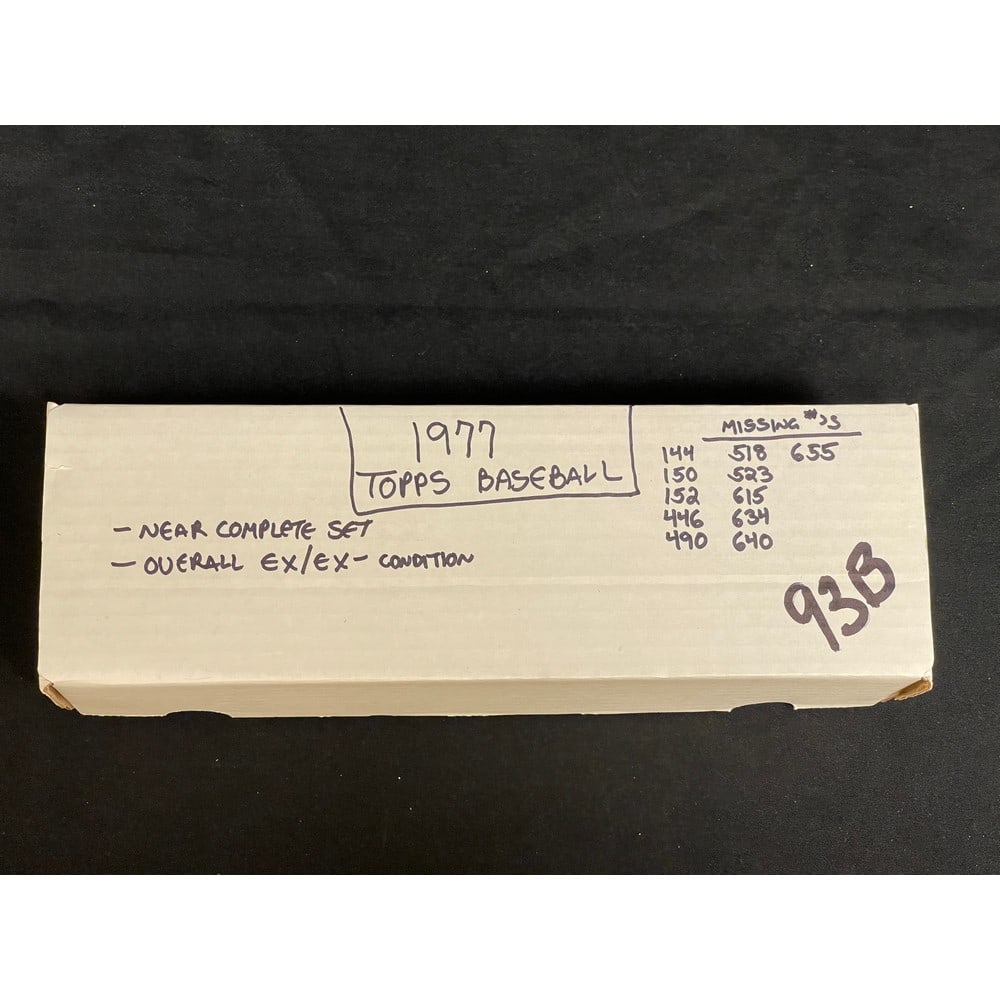 1977
TOPPS BASEBALL
- NEAR COMPLETE SET
- OVERALL EX/EX- CONDITION
MISSING #'S
144 518 655
150 523
152 615
446 634
490 640
93B